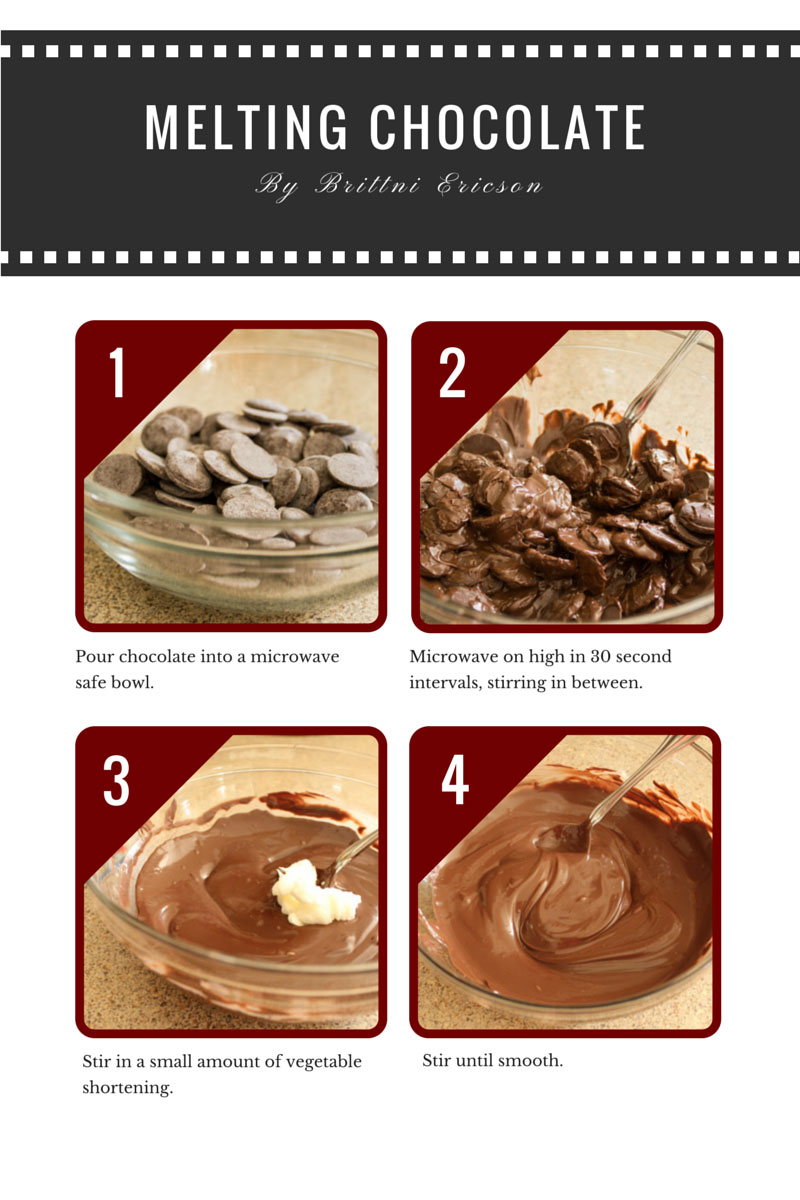 MELTING CHOCOLATE
By Brittni Ericson
1
2
Pour chocolate into a microwave
safe bowl.
Microwave on high in 30 second
intervals, stirring in between.
3
4
Stir in a small amount of vegetable
shortening.
Stir until smooth.